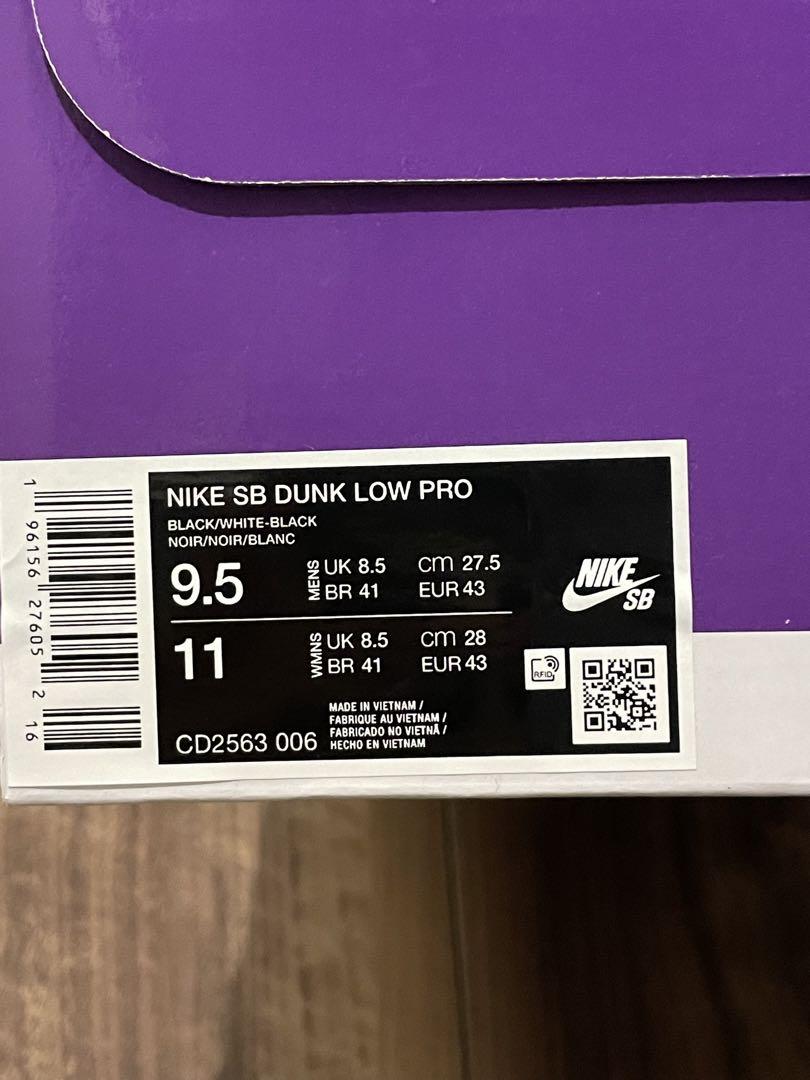 NIKE SB DUNK LOW PRO
BLACK/WHITE-BLACK
NOIR/NOIR/BLANC
9.5
MENS
UK 8.5 cm 27.5
BR 41 EUR 43
11
WMNS
UK 8.5 cm 28
BR 41 EUR 43
NIKE
SB
RFID
MADE IN VIETNAM /
FABRIQUE AU VIETNAM /
FABRICADO NO VIETNÃ /
HECHO EN VIETNAM
CD2563 006
1 96156 27605 2 16